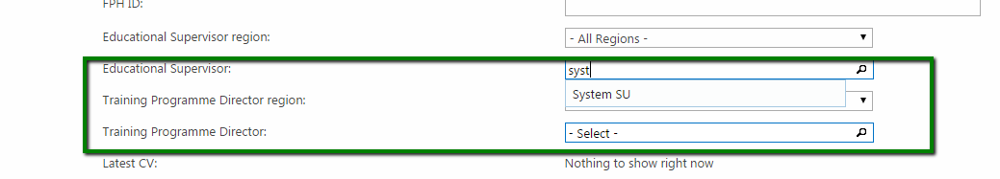 FPH ID:
Educational Supervisor region: - All Regions -
Educational Supervisor: syst
System SU
Training Programme Director region:
Training Programme Director: - Select -
Latest CV: Nothing to show right now